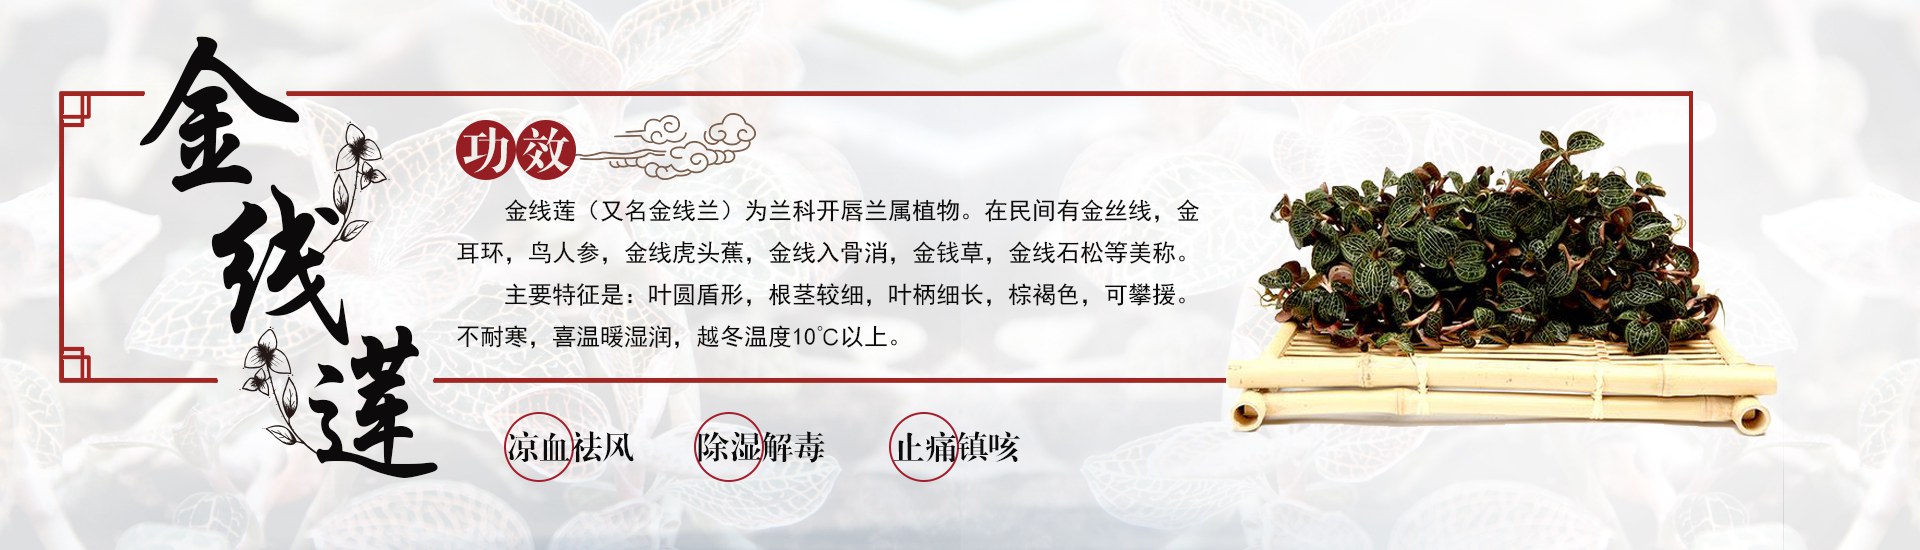 金线莲
功效
金线莲（又名金线兰）为兰科开唇兰属植物。在民间有金丝线，金
耳环，鸟人参，金线虎头蕉，金线入骨消，金钱草，金线石松等美称。
主要特征是：叶圆盾形，根茎较细，叶柄细长，棕褐色，可攀援。
不耐寒，喜温暖湿润，越冬温度10℃以上。
凉血祛风
除湿解毒
止痛镇咳